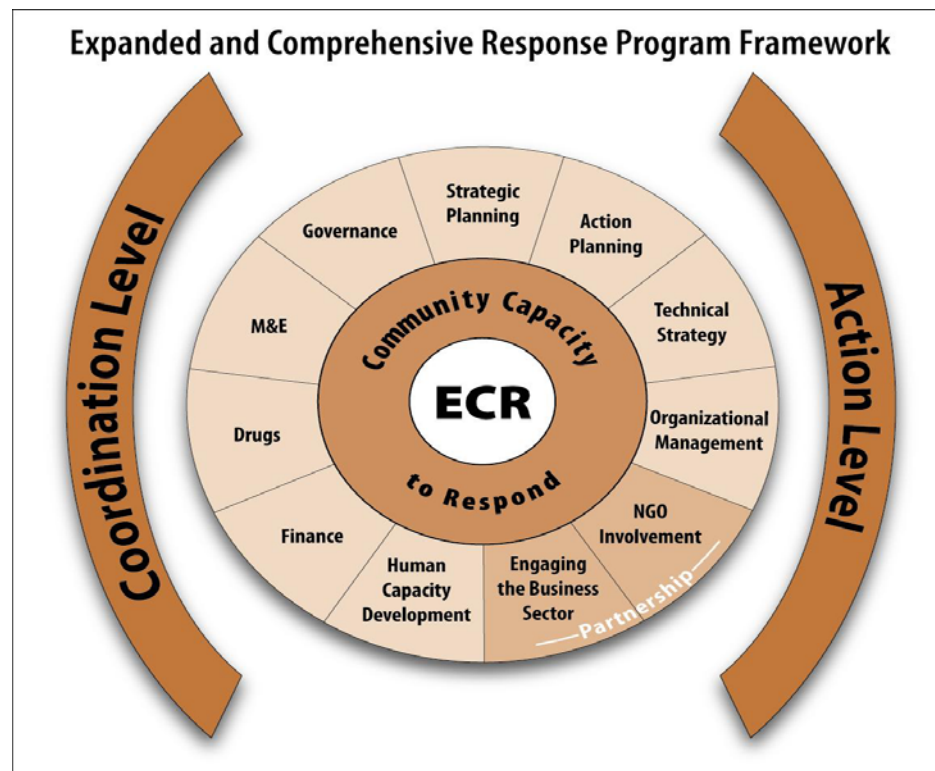 Expanded and Comprehensive Response Program Framework
Coordination Level
Action Level
Strategic
Planning
Action
Planning
Technical
Strategy
Organizational
Management
NGO
Involvement
Engaging
the Business
Sector
Partnership
Human
Capacity
Development
Finance
Drugs
M&E
Governance
Community Capacity
to Respond
ECR